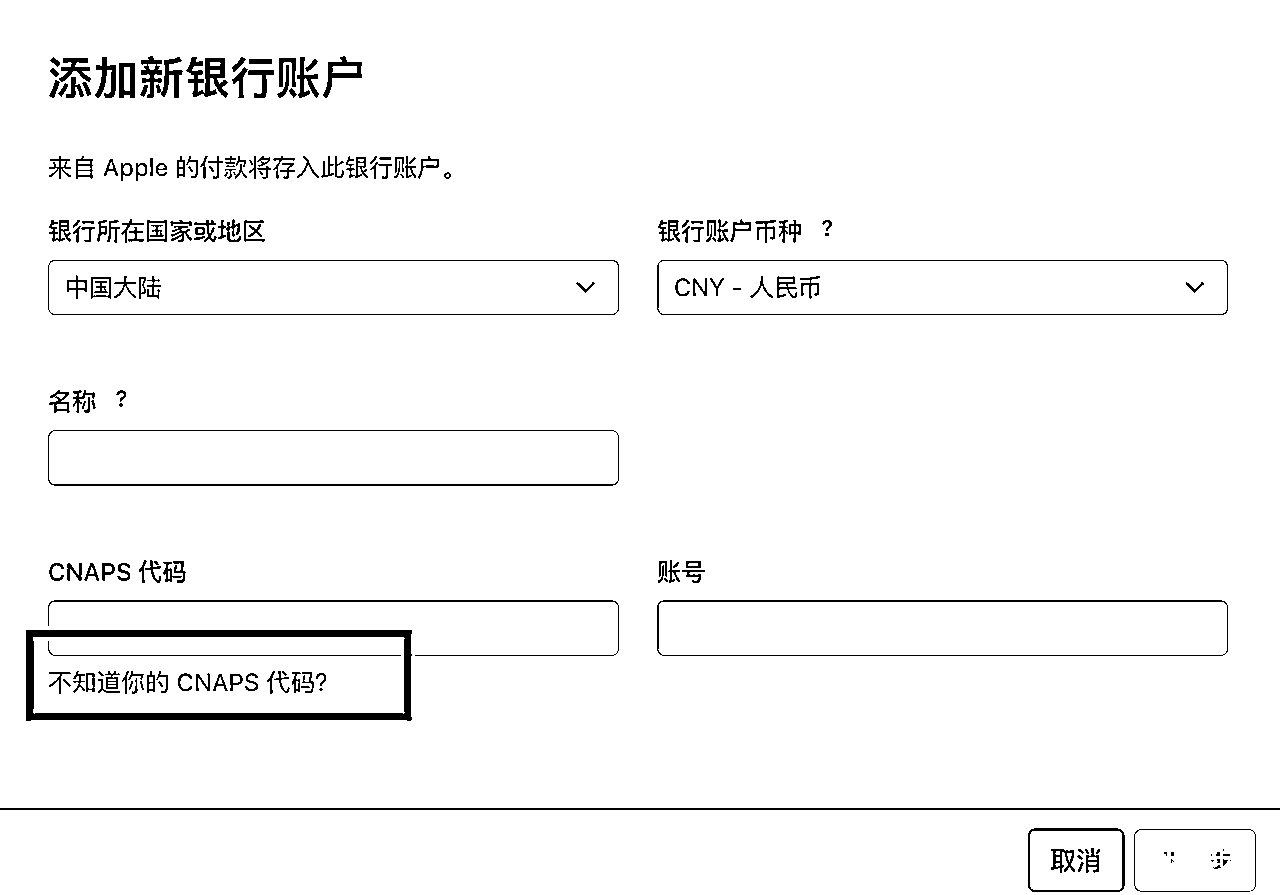 添加新银行账户
来自 Apple 的付款将存入此银行账户。
银行所在国家或地区
银行账户币种 ?
中国大陆
CNY - 人民币
名称 ?
CNAPS 代码
账号
不知道你的 CNAPS 代码?
取消